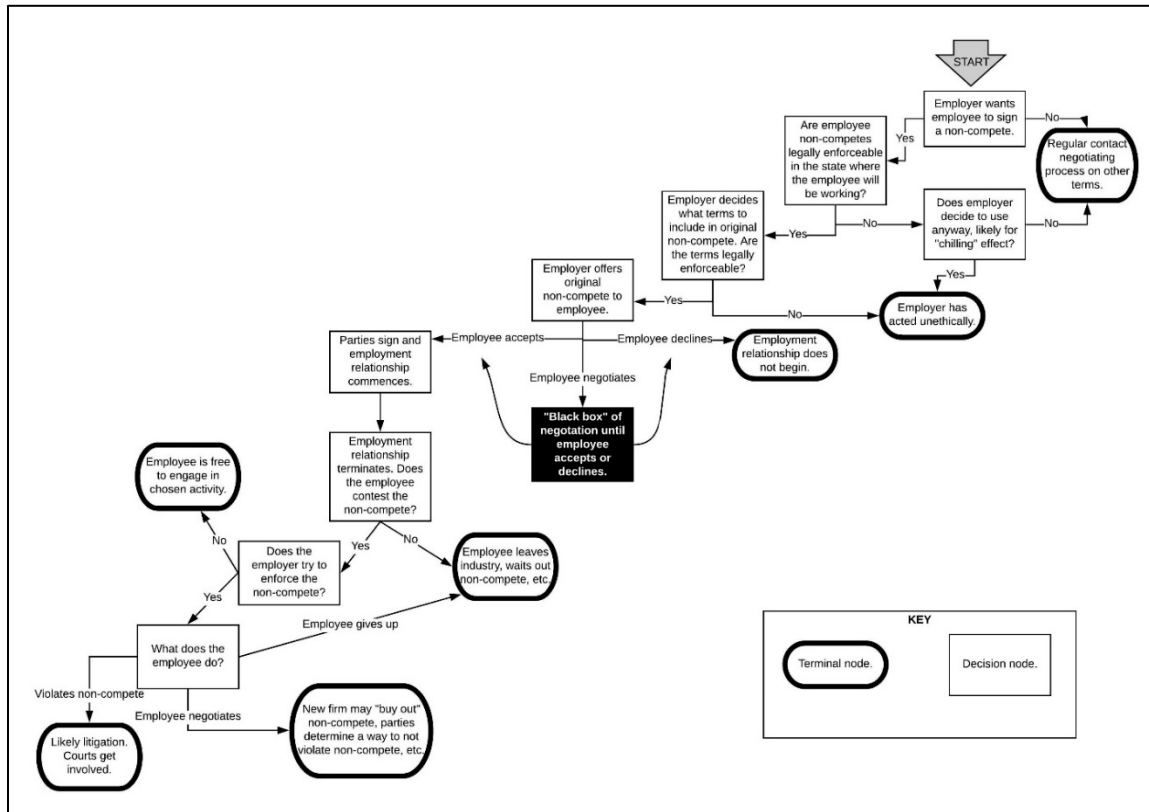 START
Employer wants
employee to sign
a non-compete.
No
Yes
Are employee
non-competes
legally enforceable
in the state where
the employee will
be working?
Regular contact
negotiating
process on other
terms.
Does employer
decide to use
anyway, likely for
"chilling" effect?
No
No
Yes
Employer decides
what terms to
include in original
non-compete. Are
the terms legally
enforceable?
Yes
Employer has
acted unethically.
No
Yes
Employer offers
original
non-compete to
employee.
Employee accepts
Employee declines
Employment
relationship does
not begin.
Employee negotiates
"Black box" of
negotation until
employee
accepts or
declines.
Parties sign and
employment
relationship
commences.
Employment
relationship
terminates. Does
the employee
contest the
non-compete?
Employee is free
to engage in
chosen activity.
No
Yes
No
Employee leaves
industry, waits out
non-compete, etc.
Does the
employer try to
enforce the
non-compete?
Yes
Employee gives up
What does the
employee do?
Violates non-compete
Employee negotiates
Likely litigation.
Courts get
involved.
New firm may "buy out"
non-compete, parties
determine a way to not
violate non-compete, etc.
KEY
Terminal node.
Decision node.